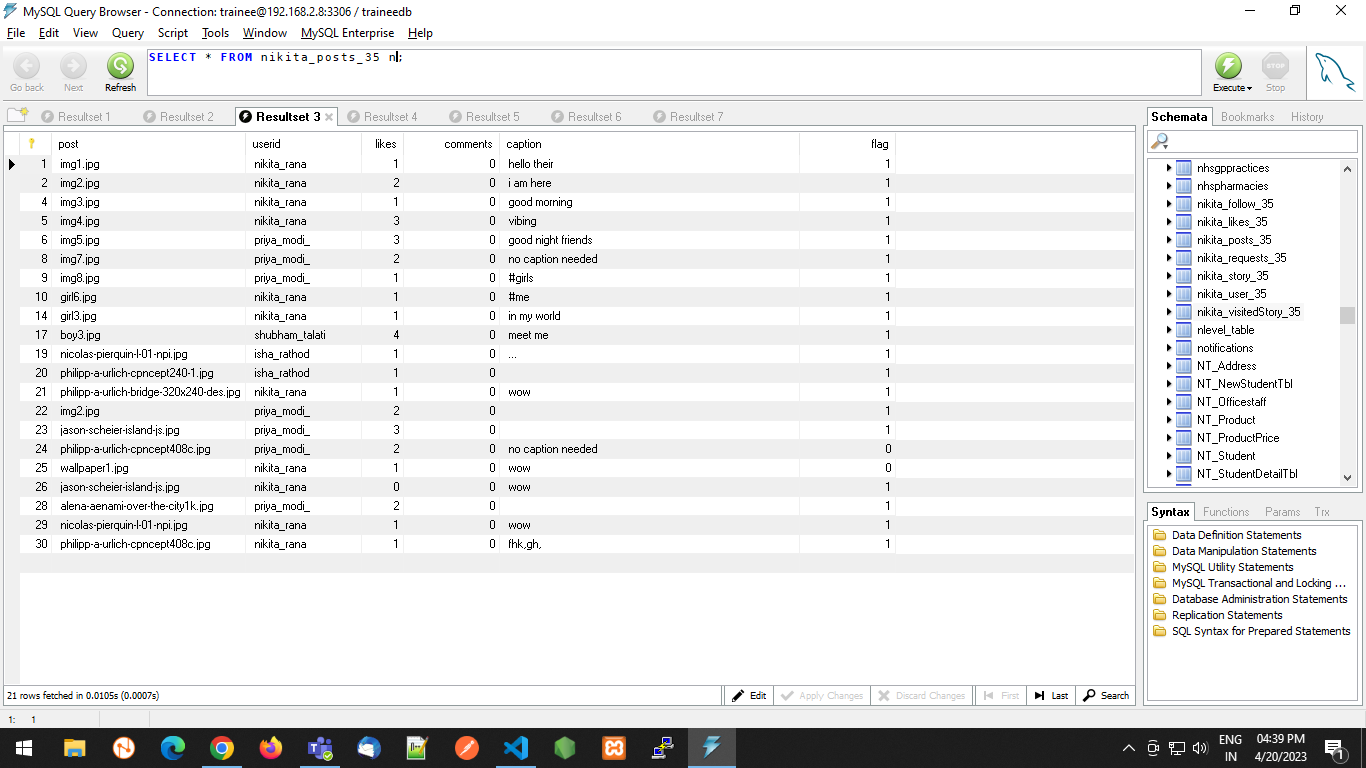 MySQL Query Browser - Connection: trainee@192.168.2.8:3306 / traineedb
File Edit View Query Script Tools Window MySQL Enterprise Help
SELECT * FROM nikita_posts_35 n;
Go back Next Refresh Execute Stop
Resultset 1 Resultset 2 Resultset 3 Resultset 4 Resultset 5 Resultset 6 Resultset 7
post userid likes comments caption flag
1 img1.jpg nikita_rana 1 0 hello their 1
2 img2.jpg nikita_rana 2 0 i am here 1
4 img3.jpg nikita_rana 1 0 good morning 1
5 img4.jpg nikita_rana 3 0 vibing 1
6 img5.jpg priya_modi_ 3 0 good night friends 1
8 img7.jpg priya_modi_ 2 0 no caption needed 1
9 img8.jpg priya_modi_ 1 0 #girls 1
10 girl6.jpg nikita_rana 1 0 #me 1
14 girl3.jpg nikita_rana 1 0 in my world 1
17 boy3.jpg shubham_talati 4 0 meet me 1
19 nicolas-pierquin-l-01-npi.jpg isha_rathod 1 0 ... 1
20 philipp-a-urlich-cpncept240-1.jpg isha_rathod 1 0 1
21 philipp-a-urlich-bridge-320x240-des.jpg nikita_rana 1 0 wow 1
22 img2.jpg priya_modi_ 2 0 1
23 jason-scheier-island-js.jpg priya_modi_ 3 0 1
24 philipp-a-urlich-cpncept408c.jpg priya_modi_ 2 0 no caption needed 0
25 wallpaper1.jpg nikita_rana 1 0 wow 0
26 jason-scheier-island-js.jpg nikita_rana 0 0 wow 1
28 alena-aenami-over-the-city1k.jpg priya_modi_ 2 0 1
29 nicolas-pierquin-l-01-npi.jpg nikita_rana 1 0 wow 1
30 philipp-a-urlich-cpncept408c.jpg nikita_rana 1 0 fhk,gh, 1
21 rows fetched in 0.0105s (0.0007s)
Edit Apply Changes Discard Changes First Last Search
1: 1
Schemata Bookmarks History
nhsgppractices
nhspharmacies
nikita_follow_35
nikita_likes_35
nikita_posts_35
nikita_requests_35
nikita_story_35
nikita_user_35
nikita_visitedStory_35
nlevel_table
notifications
NT_Address
NT_NewStudentTbl
NT_Officestaff
NT_Product
NT_ProductPrice
NT_Student
NT_StudentDetailTbl
Syntax Functions Params Trx
Data Definition Statements
Data Manipulation Statements
MySQL Utility Statements
MySQL Transactional and Locking ...
Database Administration Statements
Replication Statements
SQL Syntax for Prepared Statements
ENG
IN
04:39 PM
4/20/2023
1